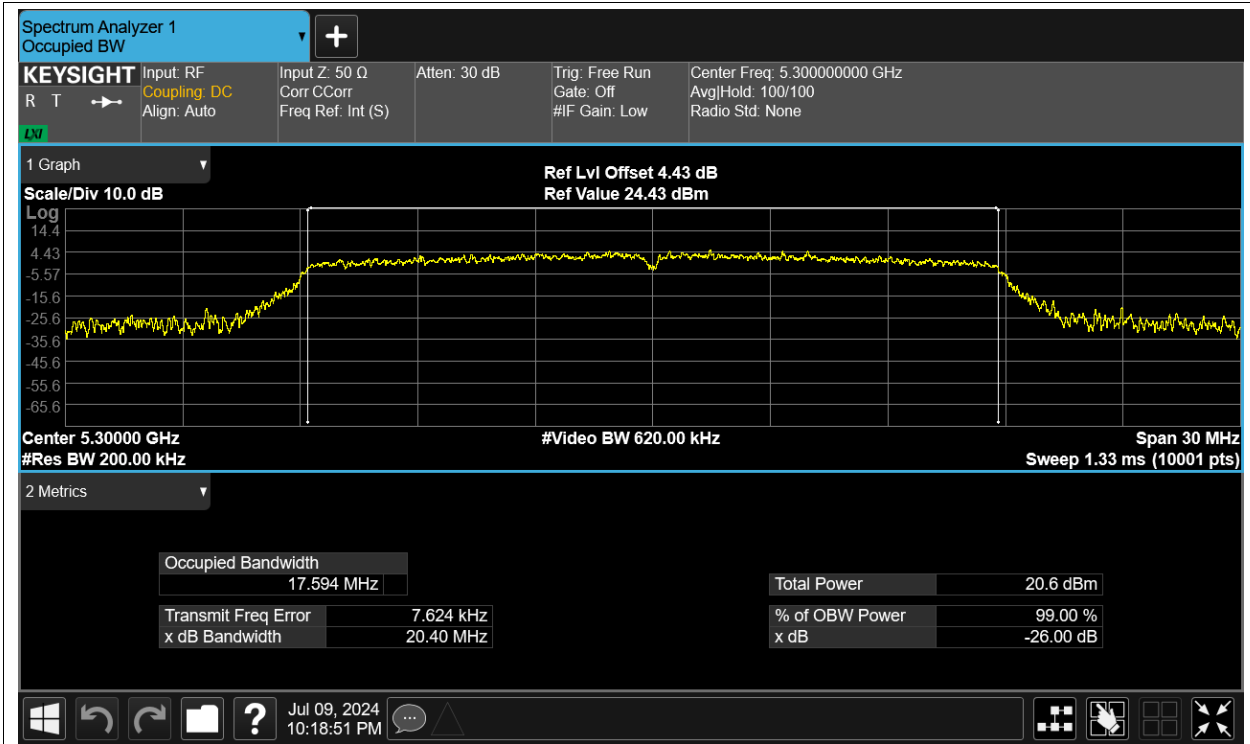 Spectrum Analyzer 1
Occupied BW
KEYSIGHT
R T
LXI
Input: RF
Coupling: DC
Align: Auto
Input Z: 50 Ω
Corr CCorr
Freq Ref: Int (S)
Atten: 30 dB
Trig: Free Run
Gate: Off
#IF Gain: Low
Center Freq: 5.300000000 GHz
Avg|Hold: 100/100
Radio Std: None
1 Graph
Scale/Div 10.0 dB
Ref Lvl Offset 4.43 dB
Ref Value 24.43 dBm
Log
14.4
4.43
-5.57
-15.6
-25.6
-35.6
-45.6
-55.6
-65.6
Center 5.30000 GHz
#Video BW 620.00 kHz
Span 30 MHz
#Res BW 200.00 kHz
Sweep 1.33 ms (10001 pts)
2 Metrics
Occupied Bandwidth
17.594 MHz
Total Power 20.6 dBm
Transmit Freq Error 7.624 kHz
% of OBW Power 99.00 %
x dB Bandwidth 20.40 MHz
x dB -26.00 dB
?
Jul 09, 2024
10:18:51 PM